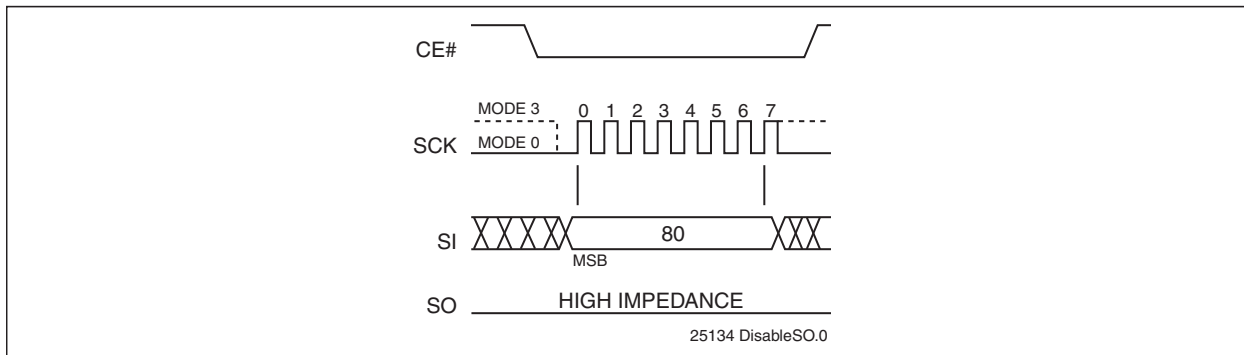 CE#
MODE 3
0 1 2 3 4 5 6 7
SCK
MODE 0
SI
80
MSB
SO
HIGH IMPEDANCE
25134 DisableSO.0